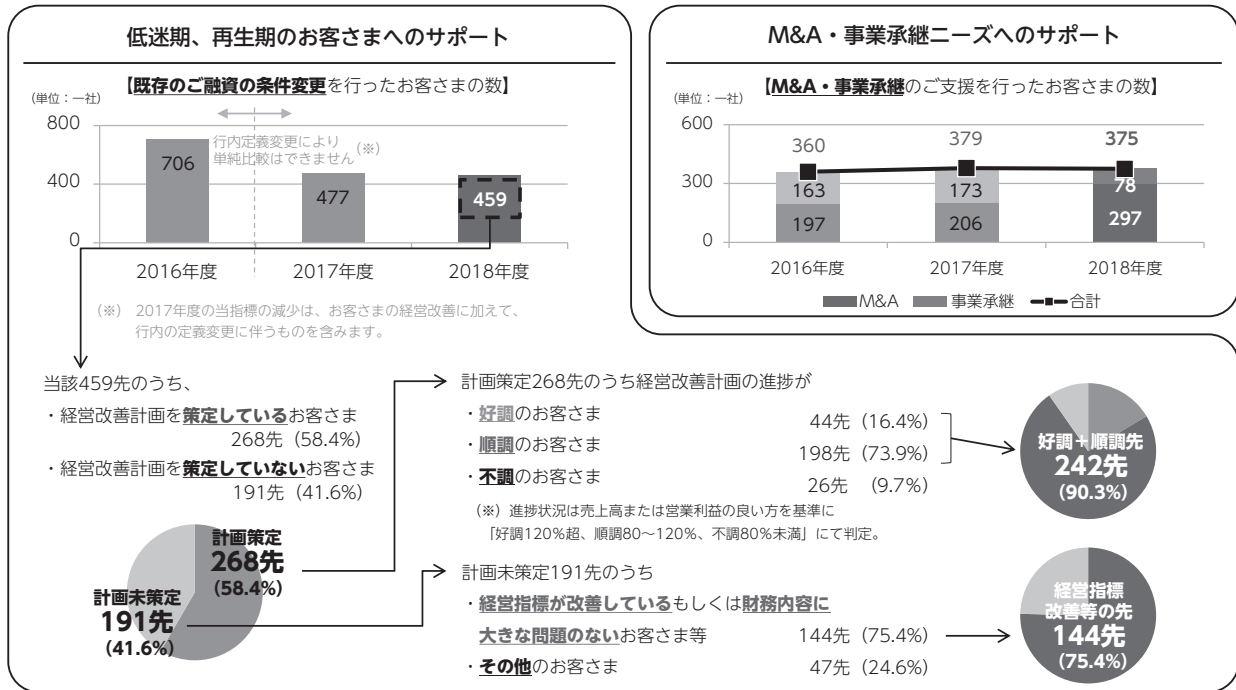 低迷期、再生期のお客さまへのサポート
【既存のご融資の条件変更を行ったお客さまの数】
(単位：一社)
800
400
0
706
477
459
行内定義変更により
単純比較はできません(※)
2016年度
2017年度
2018年度
(※) 2017年度の当指標の減少は、お客さまの経営改善に加えて、
行内の定義変更に伴うものを含みます。
M&A・事業承継ニーズへのサポート
【M&A・事業承継のご支援を行ったお客さまの数】
(単位：一社)
600
300
0
360
379
375
163
173
78
197
206
297
2016年度
2017年度
2018年度
M&A
事業承継
合計
当該459先のうち、
・経営改善計画を策定しているお客さま
268先 (58.4%)
・経営改善計画を策定していないお客さま
191先 (41.6%)
計画策定
268先
(58.4%)
計画未策定
191先
(41.6%)
計画策定268先のうち経営改善計画の進捗が
・好調のお客さま 44先 (16.4%)
・順調のお客さま 198先 (73.9%)
・不調のお客さま 26先 (9.7%)
(※) 進捗状況は売上高または営業利益の良い方を基準に
「好調120%超、順調80～120%、不調80%未満」にて判定。
好調＋順調先
242先
(90.3%)
計画未策定191先のうち
・経営指標が改善しているもしくは財務内容に
大きな問題のないお客さま等 144先 (75.4%)
・その他のお客さま 47先 (24.6%)
経営指標
改善等の先
144先
(75.4%)